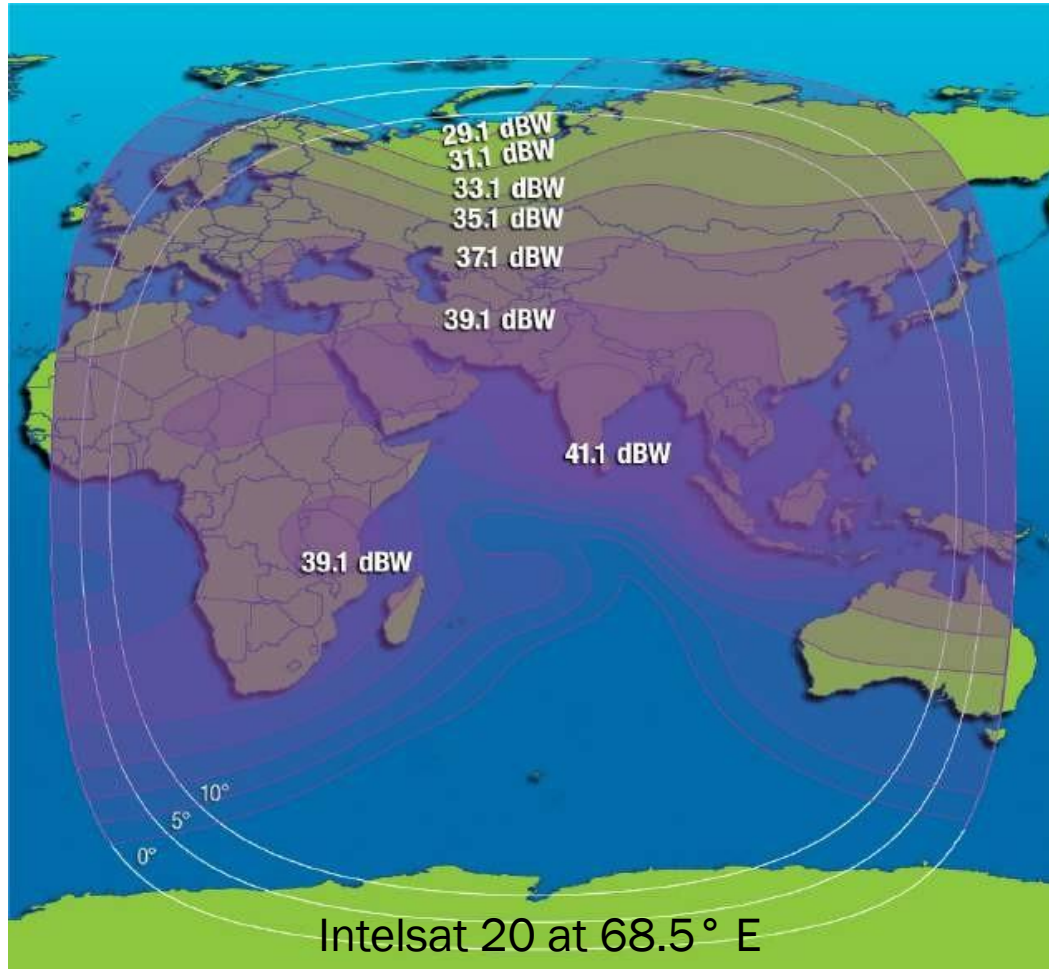 29.1 dBW
31.1 dBW
33.1 dBW
35.1 dBW
37.1 dBW
39.1 dBW
41.1 dBW
39.1 dBW
10°
5°
0°
Intelsat 20 at 68.5° E